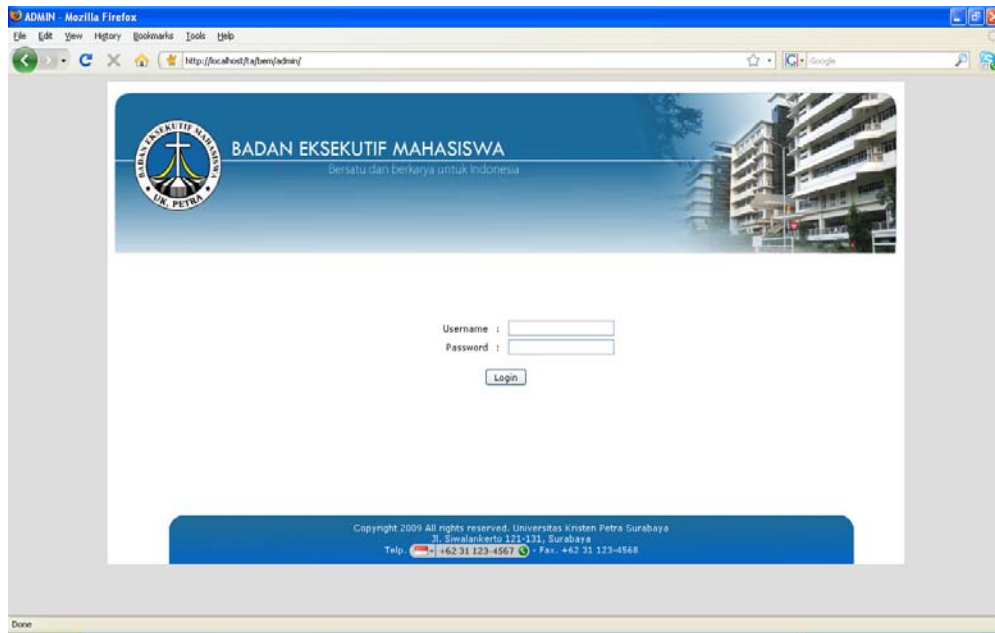 ADMIN - Mozilla Firefox
File Edit View History Bookmarks Tools Help
http://localhost/ta/bem/admin/
Google
BADAN EKSEKUTIF MAHASISWA
UK. PETRA
BADAN EKSEKUTIF MAHASISWA
Bersatu dan berkarya untuk Indonesia
Username :
Password :
Login
Copyright 2009 All rights reserved. Universitas Kristen Petra Surabaya
Jl. Siwalankerto 121-131, Surabaya
Telp. +62 31 123-4567 - Fax. +62 31 123-4568
Done